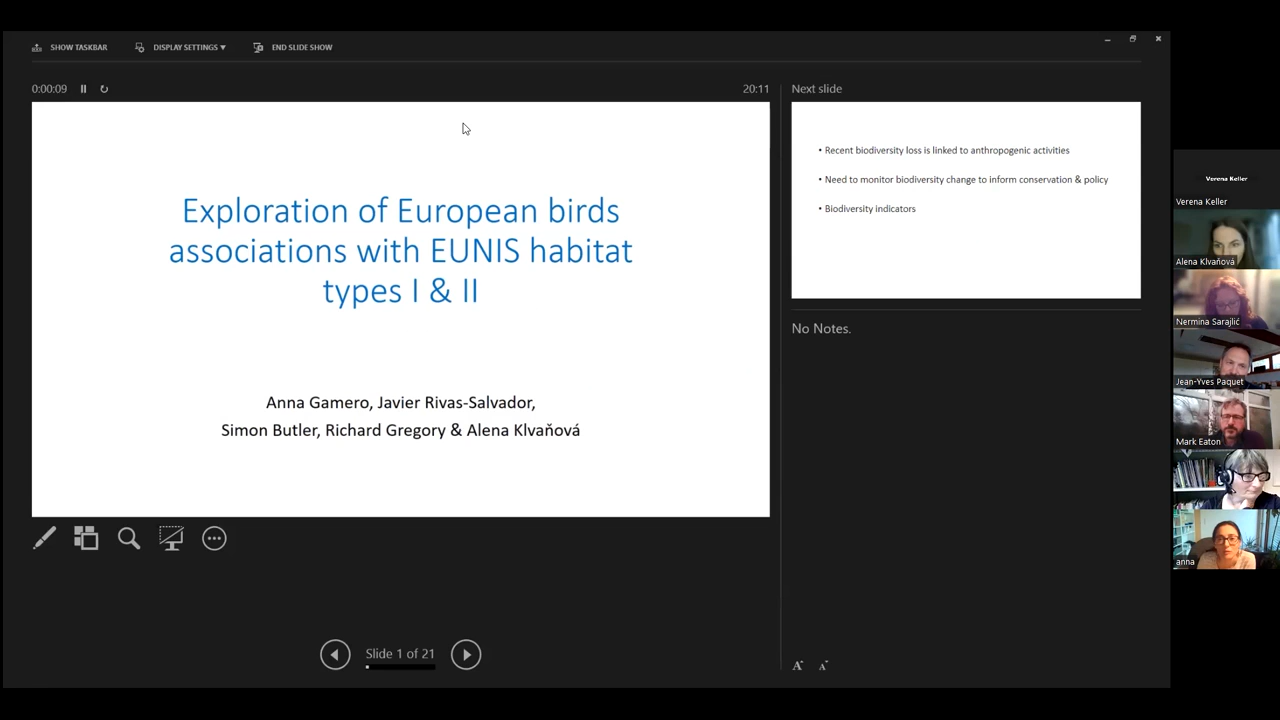 SHOW TASKBAR
DISPLAY SETTINGS ▼
END SLIDE SHOW
0:00:09
20:11
Exploration of European birds
associations with EUNIS habitat
types I & II
Anna Gamero, Javier Rivas-Salvador,
Simon Butler, Richard Gregory & Alena Klvaňová
Slide 1 of 21
Next slide
• Recent biodiversity loss is linked to anthropogenic activities
• Need to monitor biodiversity change to inform conservation & policy
• Biodiversity indicators
No Notes.
A
A
Verena Keller
Verena Keller
Alena Klvaňová
Nermina Sarajlić
Jean-Yves Paquet
Mark Eaton
anna